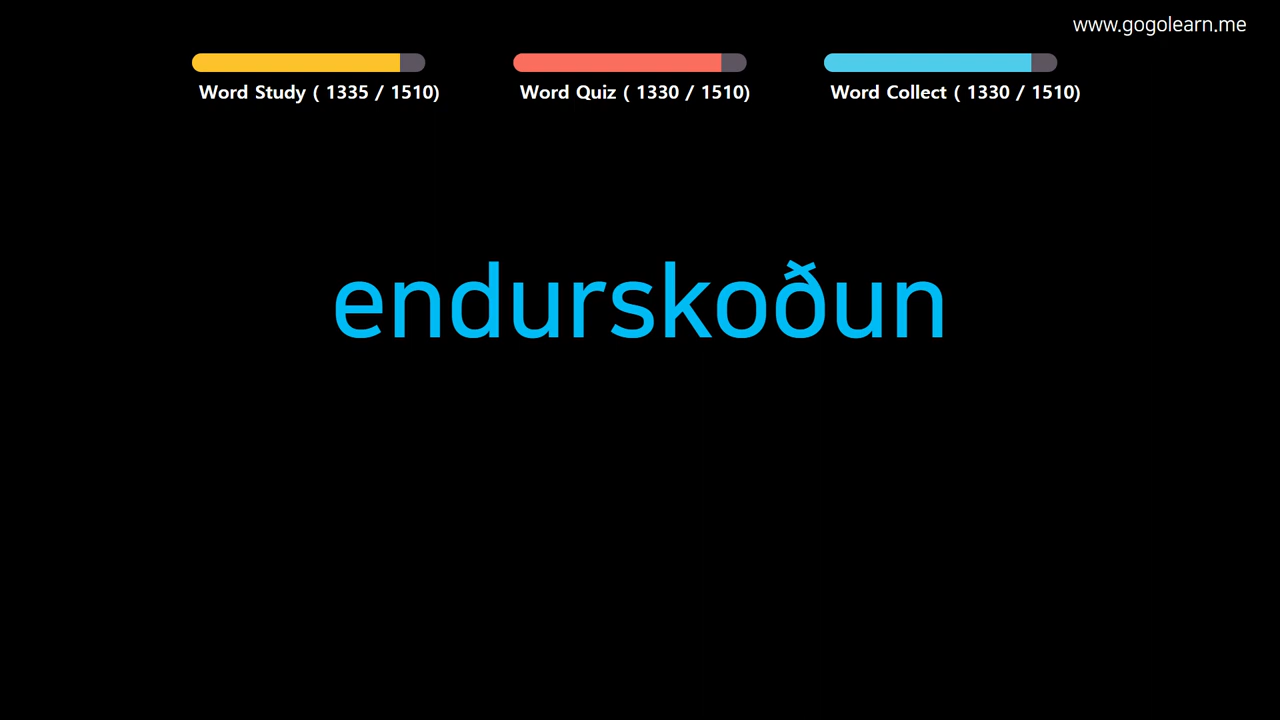 www.gogolearn.me
Word Study ( 1335 / 1510)
Word Quiz ( 1330 / 1510)
Word Collect ( 1330 / 1510)
endurskoðun